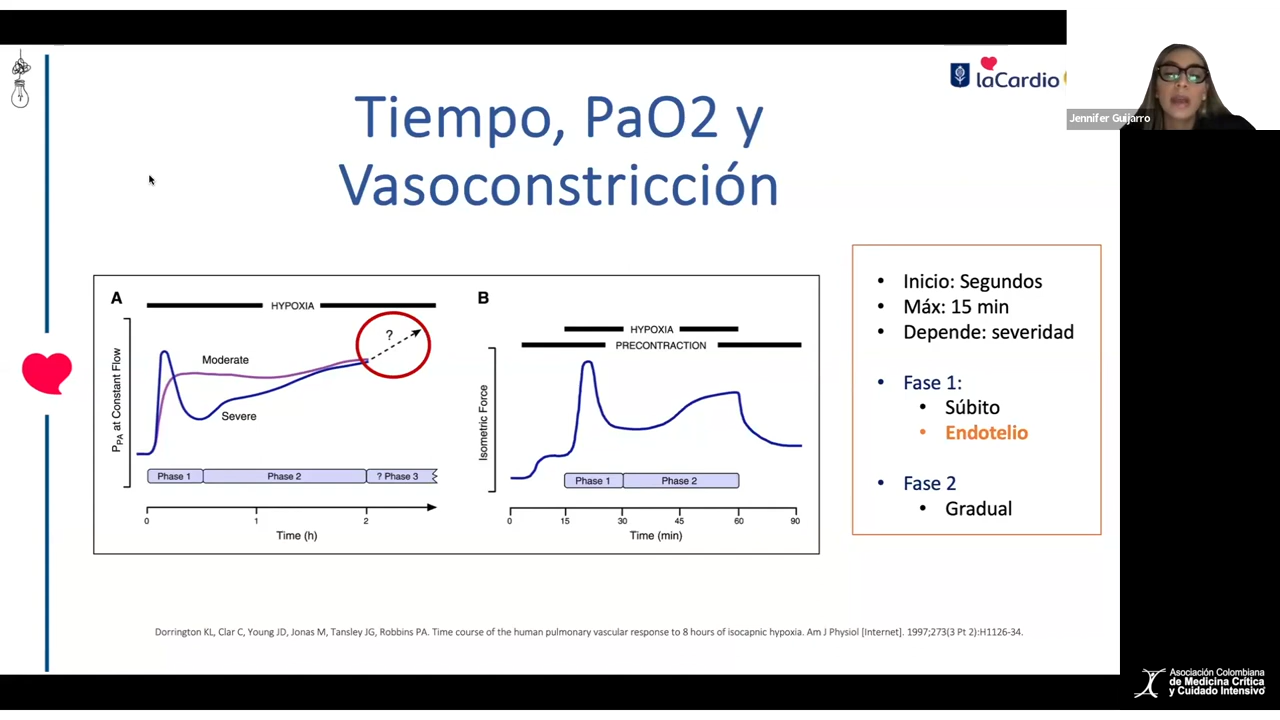 laCardio
Jennifer Guijarro
Tiempo, PaO2 y
Vasoconstricción
A
HYPOXIA
PPA at Constant Flow
Moderate
Severe
?
Phase 1
Phase 2
? Phase 3
0
1
2
Time (h)
B
HYPOXIA
PRECONTRACTION
Isometric Force
Phase 1
Phase 2
0
15
30
45
60
90
Time (min)
• Inicio: Segundos
• Máx: 15 min
• Depende: severidad
• Fase 1:
• Súbito
• Endotelio
• Fase 2
• Gradual
Dorrington KL, Clar C, Young JD, Jonas M, Tansley JG, Robbins PA. Time course of the human pulmonary vascular response to 8 hours of isocapnic hypoxia. Am J Physiol [Internet]. 1997;273(3 Pt 2):H1126-34.
Asociación Colombiana
de Medicina Crítica
y Cuidado Intensivo